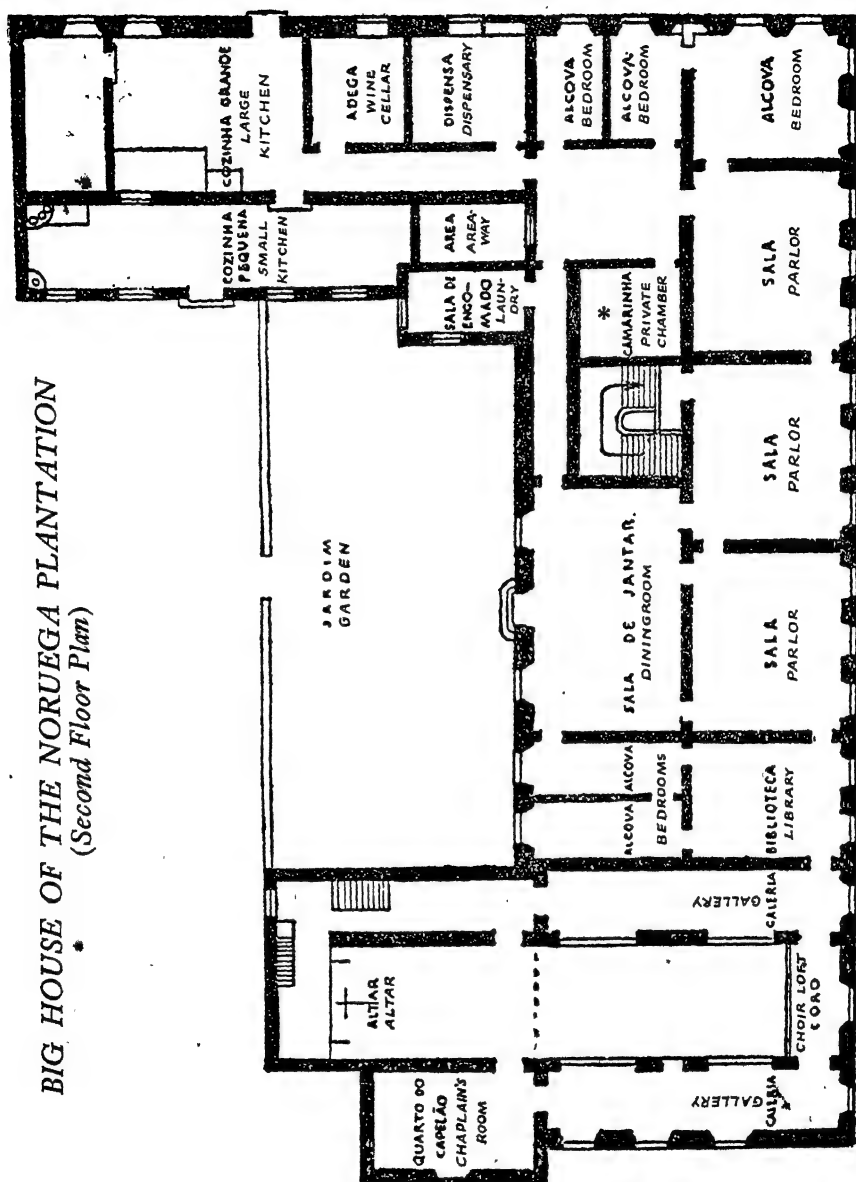 BIG HOUSE OF THE NORUEGA PLANTATION
(Second Floor Plan)
*
COZINHA GRANDE
LARGE
KITCHEN
ADEGA
WINE
CELLAR
DISPENSA
DISPENSARY
ALCOVA
BEDROOM
ALCOVA
BEDROOM
ALCOVA
BEDROOM
COZINHA
PEQUENA
SMALL
KITCHEN
AREA
AREA-
WAY
SALA DE
ENGO-
MADO
LAUN-
DRY
*
CAMARINHA
PRIVATE
CHAMBER
SALA
PARLOR
SALA
PARLOR
JARDIM
GARDEN
SALA DE JANTAR.
DININGROOM
SALA
PARLOR
ALCOVA ALCOVA
BEDROOMS
BIBLIOTECA
LIBRARY
ALTAR
ALTAR
GALLERY
GALERIA
CHOIR LOFT
CORO
QUARTO DO
CAPELÃO
CHAPLAIN'S
ROOM
GALLERY
GALERIA